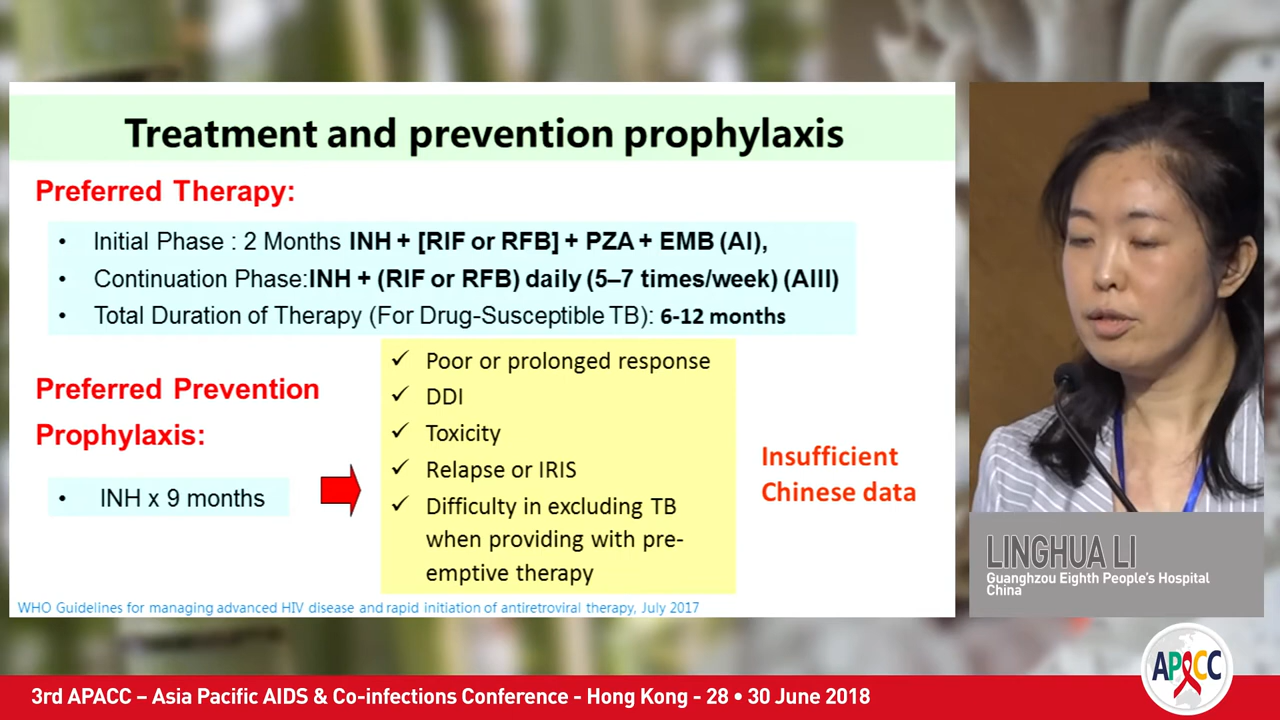 Treatment and prevention prophylaxis
Preferred Therapy:
• Initial Phase : 2 Months INH + [RIF or RFB] + PZA + EMB (AI),
• Continuation Phase:INH + (RIF or RFB) daily (5–7 times/week) (AIII)
• Total Duration of Therapy (For Drug-Susceptible TB): 6-12 months
Preferred Prevention
Prophylaxis:
• INH x 9 months
✓ Poor or prolonged response
✓ DDI
✓ Toxicity
✓ Relapse or IRIS
✓ Difficulty in excluding TB
when providing with pre-
emptive therapy
Insufficient
Chinese data
WHO Guidelines for managing advanced HIV disease and rapid initiation of antiretroviral therapy, July 2017
LINGHUA LI
Guanghzou Eighth People's Hospital
China
APACC
3rd APACC – Asia Pacific AIDS & Co-infections Conference - Hong Kong - 28 • 30 June 2018